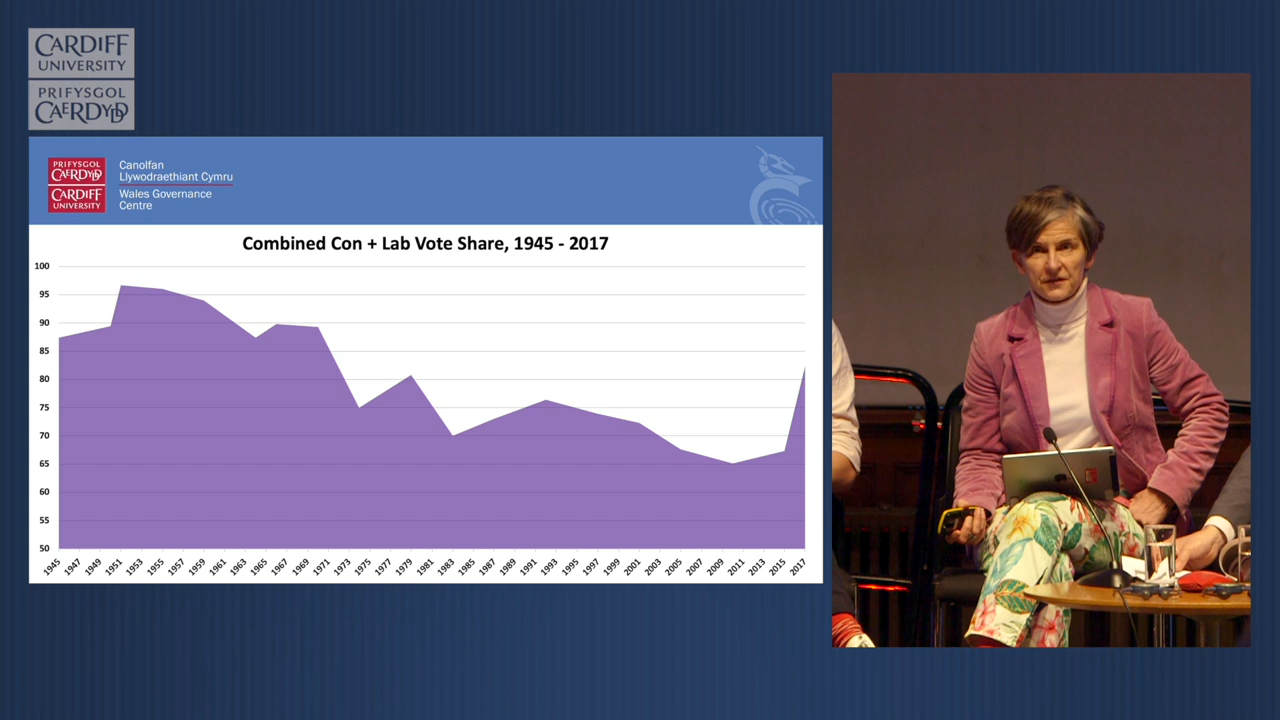 CARDIFF
UNIVERSITY
PRIFYSGOL
CAERDYDD
PRIFYSGOL
CAERDYDD
CARDIFF
UNIVERSITY
Canolfan
Llywodraethiant Cymru
Wales Governance
Centre
Combined Con + Lab Vote Share, 1945 - 2017
100
95
90
85
80
75
70
65
60
55
50
1945 1947 1949 1951 1953 1955 1957 1959 1961 1963 1965 1967 1969 1971 1973 1975 1977 1979 1981 1983 1985 1987 1989 1991 1993 1995 1997 1999 2001 2003 2005 2007 2009 2011 2013 2015 2017